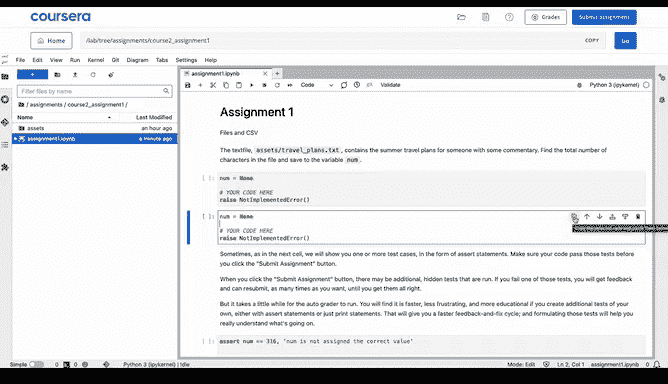 coursera
Grades
Submit assignment
Home
/lab/tree/assignments/course2_assignment1
COPY
Go
File Edit View Run Kernel Git Diagram Tabs Settings Help
Filter files by name
/ assignments / course2_assignment1 /
Name Last Modified
assets an hour ago
assignment1.ipynb a minute ago
assignment1.ipynb
Code
Validate
Python 3 (ipykernel)
Assignment 1
Files and CSV
The textfile, assets/travel_plans.txt, contains the summer travel plans for someone with some commentary. Find the total number of
characters in the file and save to the variable num.
[ ]: num = None
# YOUR CODE HERE
raise NotImplementedError()
[ ]: num = None
# YOUR CODE HERE
raise NotImplementedError()
Sometimes, as in the next cell, we will show you one or more test cases, in the form of assert statements. Make sure your code pass those tests before
you click the "Submit Assignment" button.
When you click the "Submit Assignment" button, there may be additional, hidden tests that are run. If you fail one of those tests, you will get feedback
and can resubmit, as many times as you want, until you get them all right.
But it takes a little while for the auto grader to run. You will find it is faster, less frustrating, and more educational if you create additional tests of your
own, either with assert statements or just print statements. That will give you a faster feedback-and-fix cycle; and formulating those tests will help you
really understand what's going on.
[ ]: assert num == 316, 'num is not assigned the correct value'
Simple 0 Python 3 (ipykernel) | Idle Mode: Edit Ln 2, Col 1 assignment1.ipynb 0